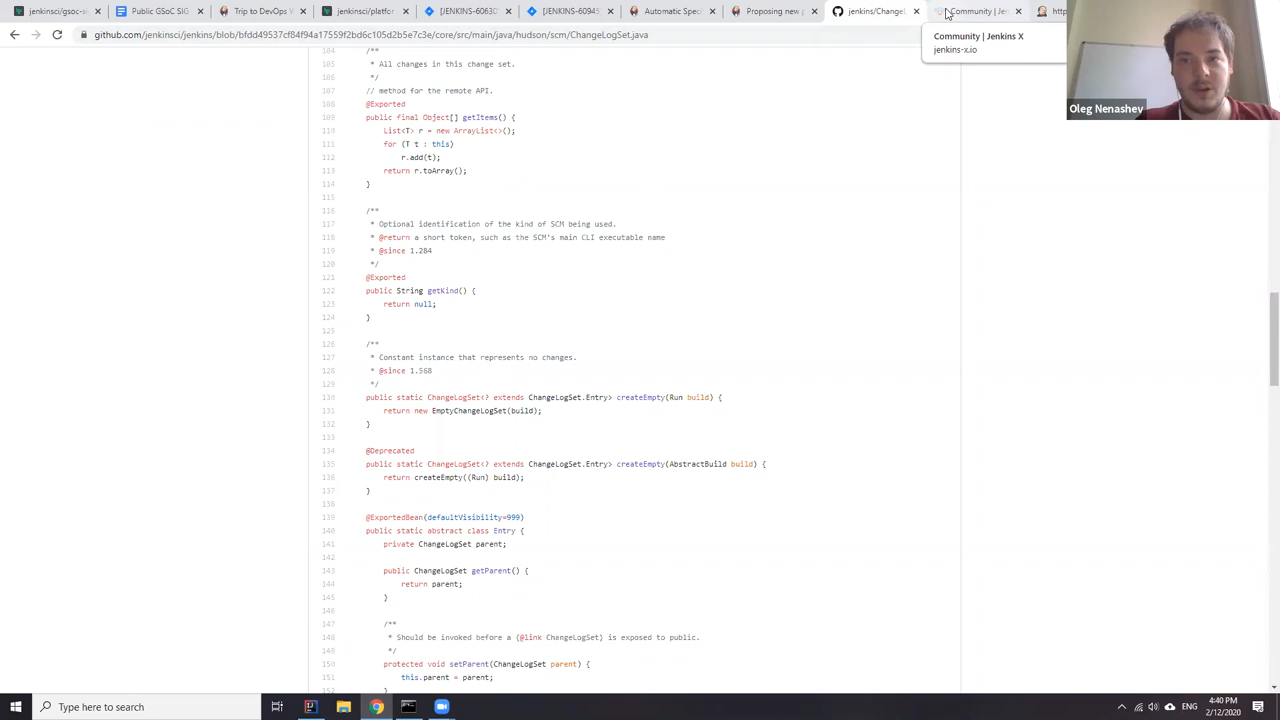 jenkins/gsoc-si
Public GSoC SIG
Trip to DevOps W
jenkins/platform
[JENKINS-6063
[JENKINS-6094
Automatic Spec
Proposing new p
jenkins/ChangeL
Community | Jen
http
github.com/jenkinsci/jenkins/blob/bfdd49537cf84f94a17559f2bd6c105d2b5e7c3e/core/src/main/java/hudson/scm/ChangeLogSet.java
Community | Jenkins X
jenkins-x.io
Oleg Nenashev
104 /**
105 * All changes in this change set.
106 */
107 // method for the remote API.
108 @Exported
109 public final Object[] getItems() {
110 List<T> r = new ArrayList<>();
111 for (T t : this)
112 r.add(t);
113 return r.toArray();
114 }
115
116 /**
117 * Optional identification of the kind of SCM being used.
118 * @return a short token, such as the SCM's main CLI executable name
119 * @since 1.284
120 */
121 @Exported
122 public String getKind() {
123 return null;
124 }
125
126 /**
127 * Constant instance that represents no changes.
128 * @since 1.568
129 */
130 public static ChangeLogSet<? extends ChangeLogSet.Entry> createEmpty(Run build) {
131 return new EmptyChangeLogSet(build);
132 }
133
134 @Deprecated
135 public static ChangeLogSet<? extends ChangeLogSet.Entry> createEmpty(AbstractBuild build) {
136 return createEmpty((Run) build);
137 }
138
139 @ExportedBean(defaultVisibility=999)
140 public static abstract class Entry {
141 private ChangeLogSet parent;
142
143 public ChangeLogSet getParent() {
144 return parent;
145 }
146
147 /**
148 * Should be invoked before a {@link ChangeLogSet} is exposed to public.
149 */
150 protected void setParent(ChangeLogSet parent) {
151 this.parent = parent;
152 }
Type here to search
ENG
4:40 PM
2/12/2020